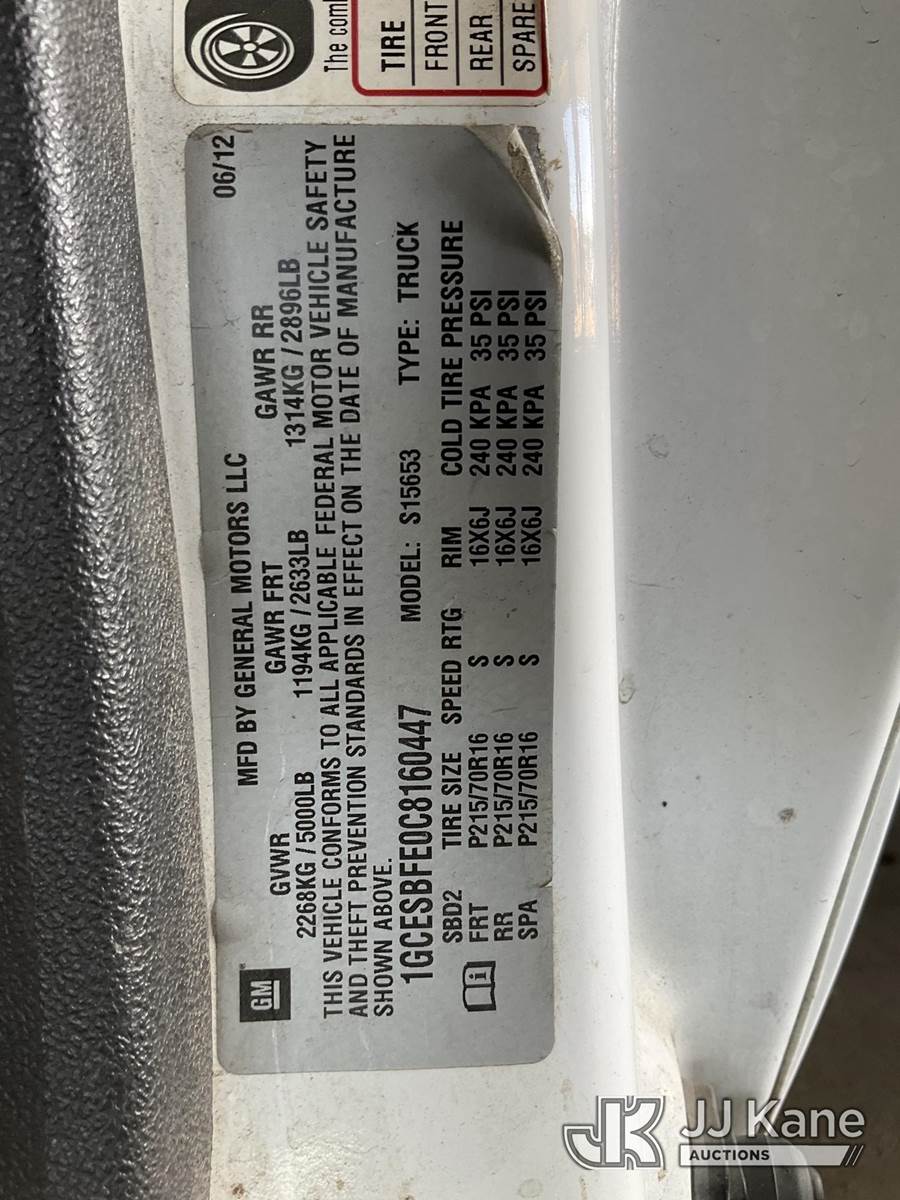 The comb
TIRE
FRONT
REAR
SPARE
06/12
MFD BY GENERAL MOTORS LLC
GVWR GAWR FRT GAWR RR
2268KG / 5000LB 1194KG / 2633LB 1314KG / 2896LB
THIS VEHICLE CONFORMS TO ALL APPLICABLE FEDERAL MOTOR VEHICLE SAFETY
AND THEFT PREVENTION STANDARDS IN EFFECT ON THE DATE OF MANUFACTURE
SHOWN ABOVE.
1GCESBFE0C8160447 MODEL: S15653 TYPE: TRUCK
SBD2 TIRE SIZE SPEED RTG RIM COLD TIRE PRESSURE
FRT P215/70R16 S 16X6J 240 KPA 35 PSI
RR P215/70R16 S 16X6J 240 KPA 35 PSI
SPA P215/70R16 S 16X6J 240 KPA 35 PSI
GM
i
JK JJ Kane
AUCTIONS